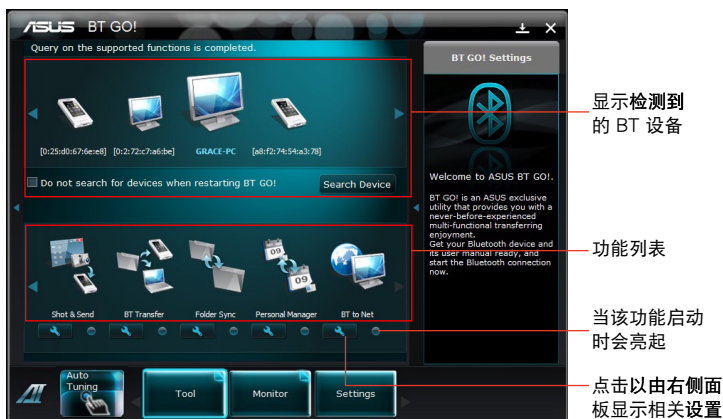 ASUS BT GO!
Query on the supported functions is completed.
[0:25:d0:67:6e:e8] [0:2:72:c7:a6:be] GRACE-PC [a8:f2:74:54:a3:78]
Do not search for devices when restarting BT GO!
Search Device
Shot & Send BT Transfer Folder Sync Personal Manager BT to Net
09
09
Auto
Tuning
Tool Monitor Settings
BT GO! Settings
Welcome to ASUS BT GO!.
BT GO! is an ASUS exclusive
utility that provides you with a
never-before-experienced
multi-functional transferring
enjoyment.
Get your Bluetooth device and
its user manual ready, and
start the Bluetooth connection
now.
显示检测到
的 BT 设备
功能列表
当该功能启动
时会亮起
点击以由右侧面
板显示相关设置